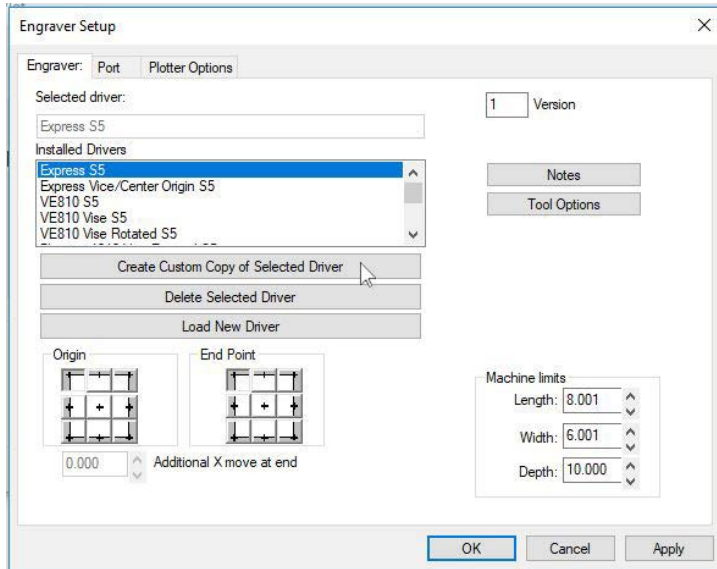 Engraver Setup
Engraver: Port Plotter Options
Selected driver:
Express S5
1 Version
Installed Drivers
Express S5
Express Vice/Center Origin S5
VE810 S5
VE810 Vise S5
VE810 Vise Rotated S5
Notes
Tool Options
Create Custom Copy of Selected Driver
Delete Selected Driver
Load New Driver
Origin End Point
0.000 Additional X move at end
Machine limits
Length: 8.001
Width: 6.001
Depth: 10.000
OK Cancel Apply